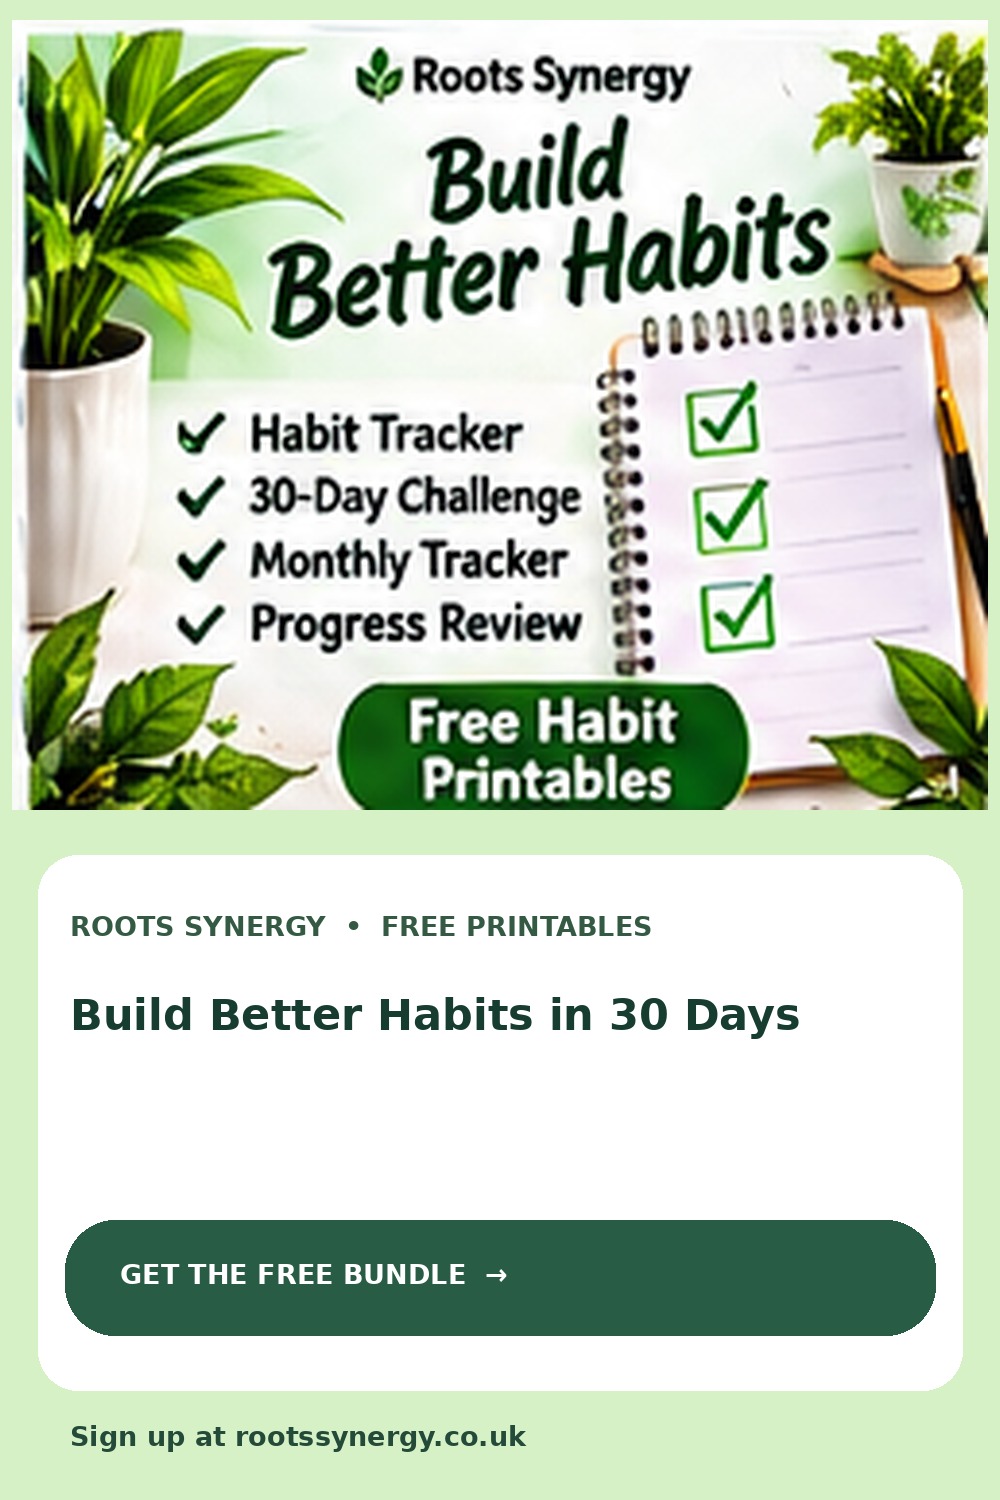 Roots Synergy
Build
Better Habits
Habit Tracker
30-Day Challenge
Monthly Tracker
Progress Review
Free Habit
Printables
ROOTS SYNERGY • FREE PRINTABLES
Build Better Habits in 30 Days
GET THE FREE BUNDLE →
Sign up at rootssynergy.co.uk